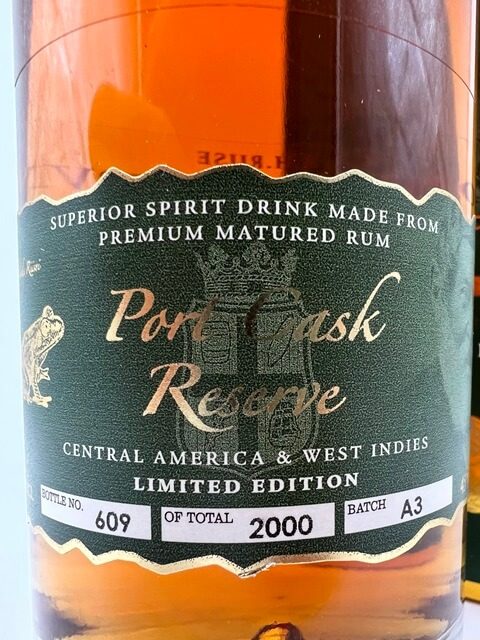 H.RIISE
SUPERIOR SPIRIT DRINK MADE FROM
PREMIUM MATURED RUM
Port Cask
Reserve
CENTRAL AMERICA & WEST INDIES
LIMITED EDITION
BOTTLE NO. 609 OF TOTAL 2000 BATCH A3